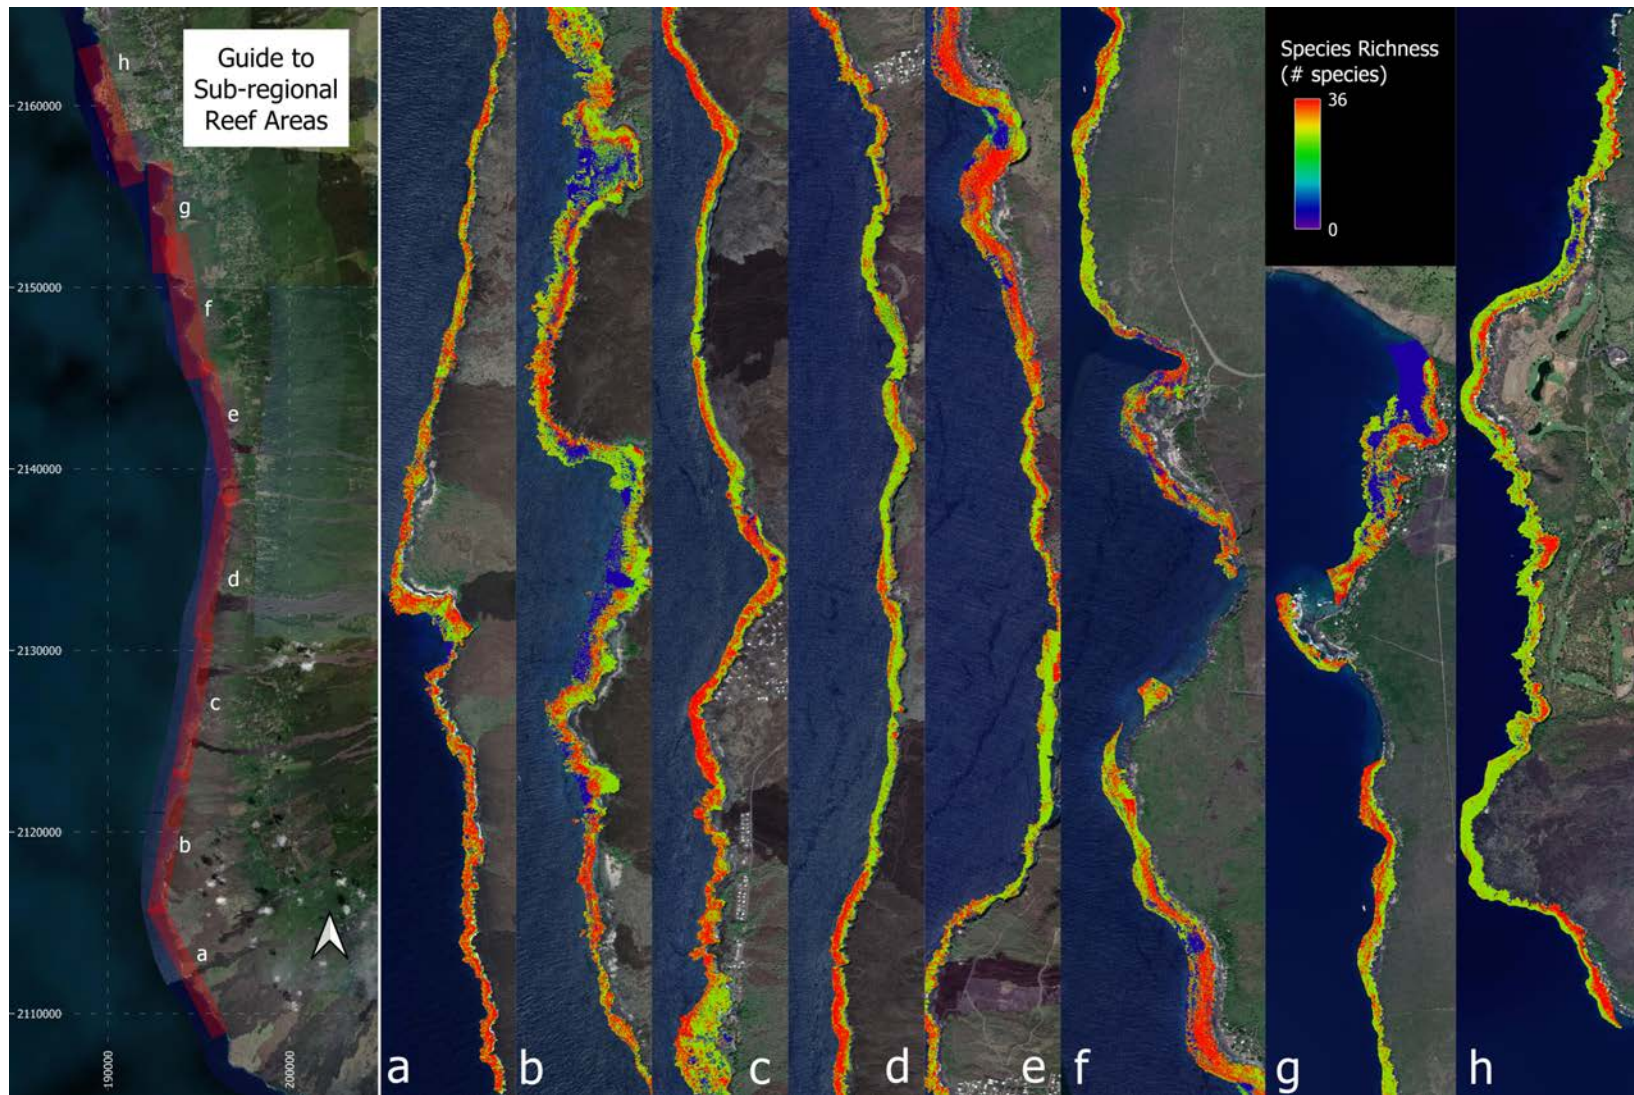 Guide to
Sub-regional
Reef Areas
h
2160000
g
2150000
f
e
2140000
d
2130000
c
2120000
b
a
2110000
190000
200000
Species Richness
(# species)
36
0
a
b
c
d
e
f
g
h